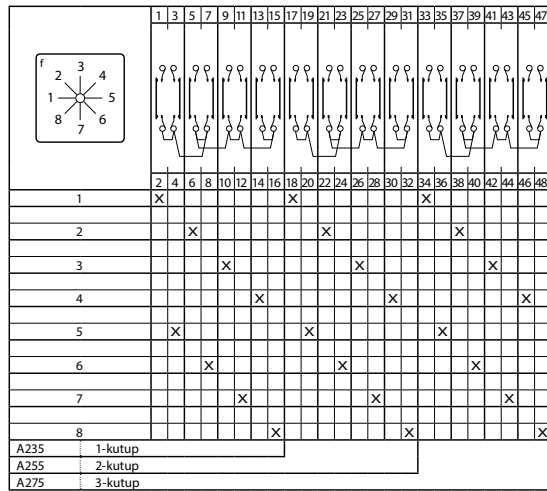 1 3 5 7 9 11 13 15 17 19 21 23 25 27 29 31 33 35 37 39 41 43 45 47
f
3
2 4
1 5
8 6
7
2 4 6 8 10 12 14 16 18 20 22 24 26 28 30 32 34 36 38 40 42 44 46 48
1 X X X
2 X X X
3 X X X
4 X X X
5 X X X
6 X X X
7 X X X
8 X X X
A235 1-kutup
A255 2-kutup
A275 3-kutup